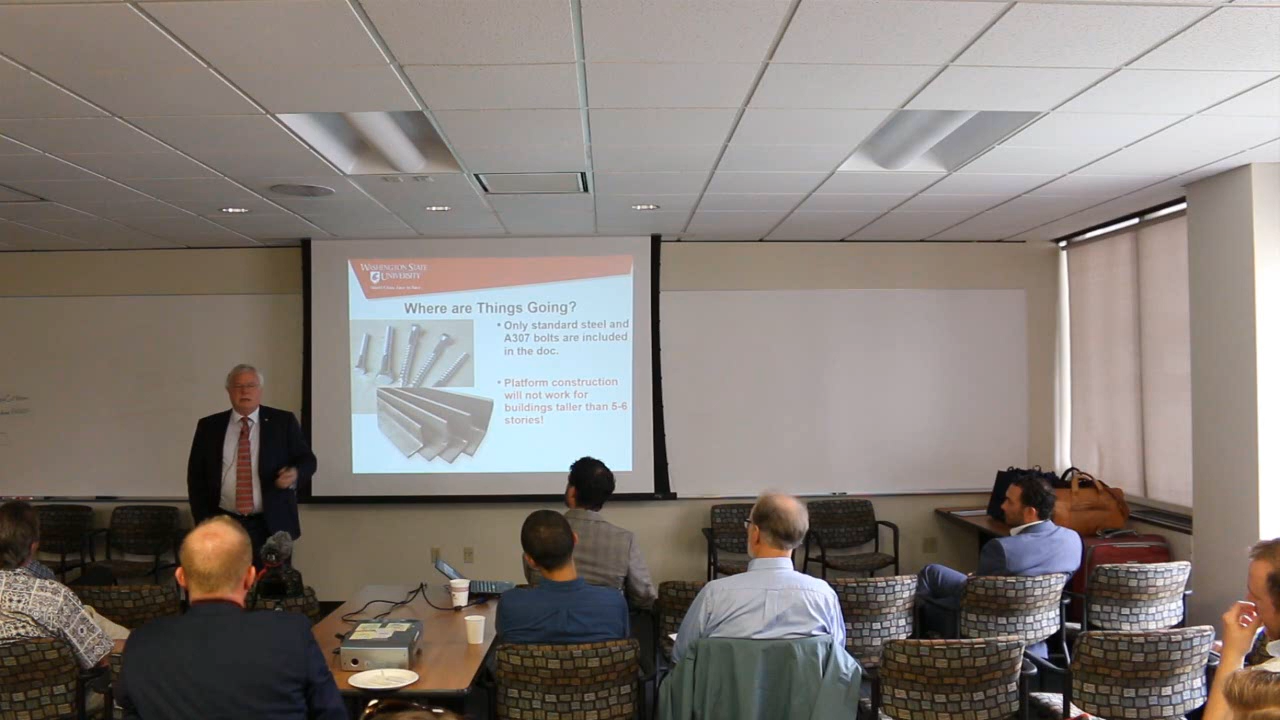 WASHINGTON STATE
UNIVERSITY
Where are Things Going?
• Only standard steel and
A307 bolts are included
in the doc.
• Platform construction
will not work for
buildings taller than 5-6
stories!